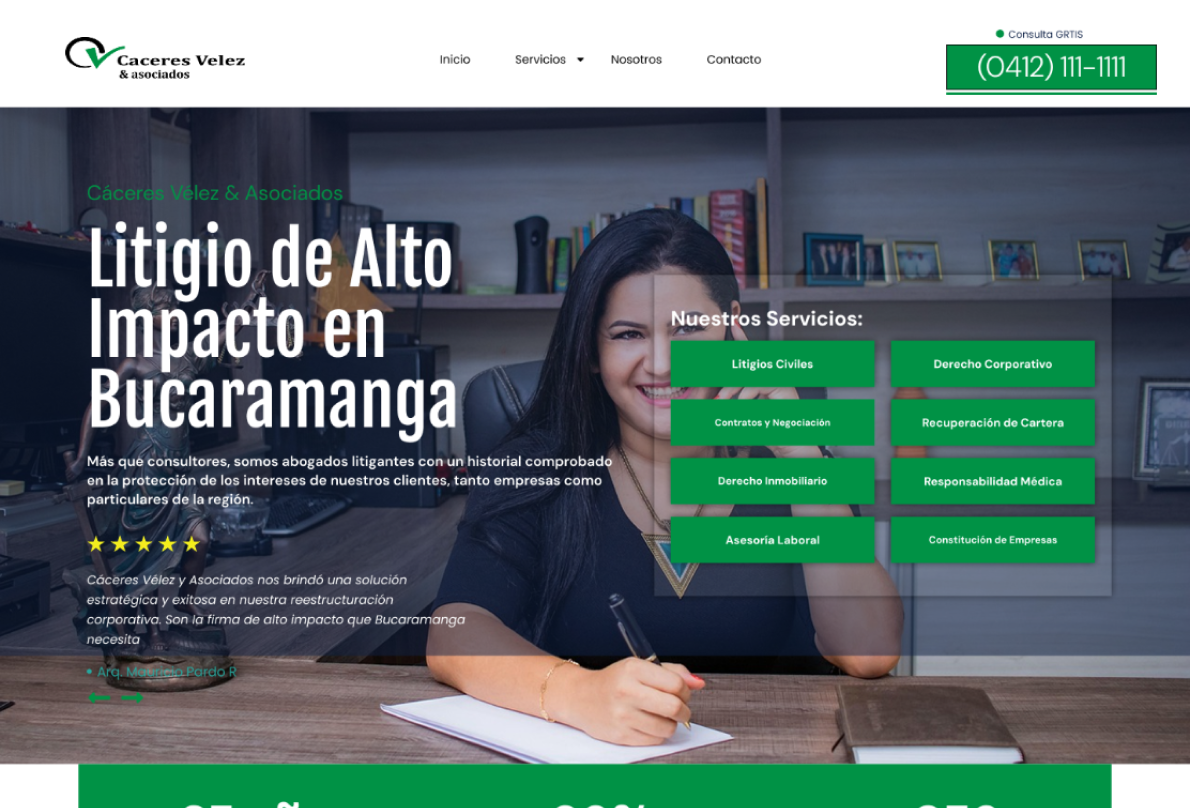 Caceres Velez
& asociados
Inicio
Servicios
Nosotros
Contacto
Consulta GRTIS
(0412) 111-1111
Cáceres Vélez & Asociados
Litigio de Alto
Impacto en
Bucaramanga
Más que consultores, somos abogados litigantes con un historial comprobado
en la protección de los intereses de nuestros clientes, tanto empresas como
particulares de la región.
Cáceres Vélez y Asociados nos brindó una solución
estratégica y exitosa en nuestra reestructuración
corporativa. Son la firma de alto impacto que Bucaramanga
necesita
Arq. Mauricio Pardo R
Nuestros Servicios:
Litigios Civiles
Derecho Corporativo
Contratos y Negociación
Recuperación de Cartera
Derecho Inmobiliario
Responsabilidad Médica
Asesoría Laboral
Constitución de Empresas